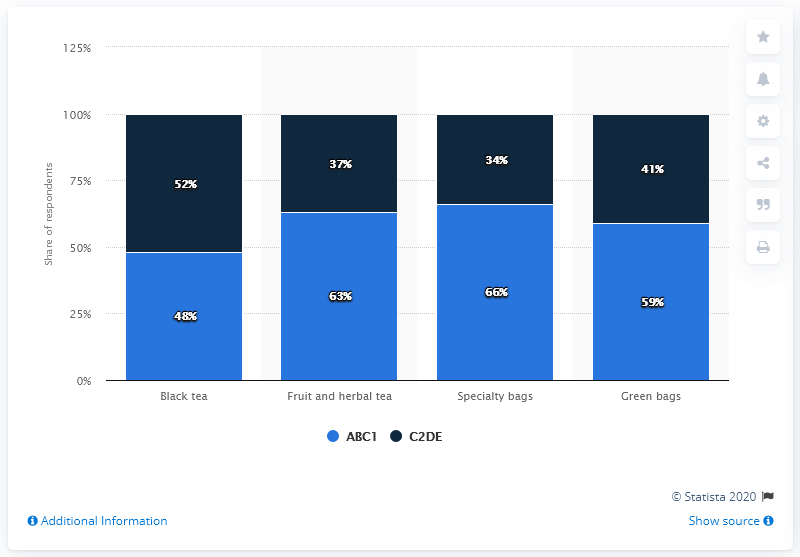 125%
100%
75%
50%
25%
0%
Share of respondents
52%
37%
34%
41%
48%
63%
66%
59%
Black tea
Fruit and herbal tea
Specialty bags
Green bags
ABC1
C2DE
© Statista 2020
Additional Information
Show source